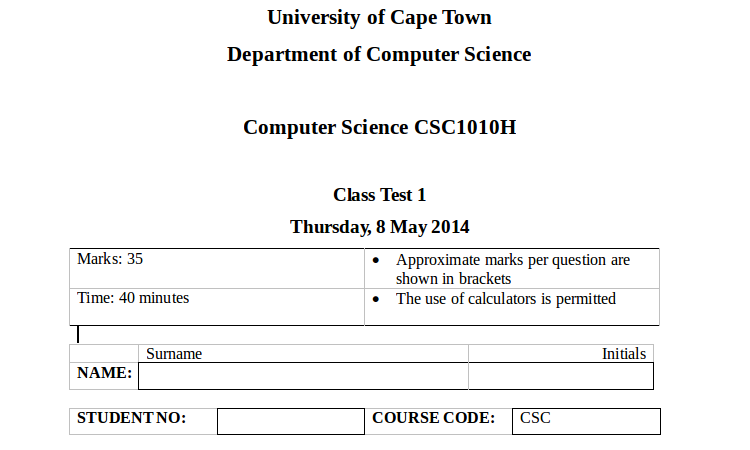 University of Cape Town
Department of Computer Science
Computer Science CSC1010H
Class Test 1
Thursday, 8 May 2014
Marks: 35
• Approximate marks per question are
shown in brackets
Time: 40 minutes
• The use of calculators is permitted
Surname Initials
NAME:
STUDENT NO: COURSE CODE: CSC